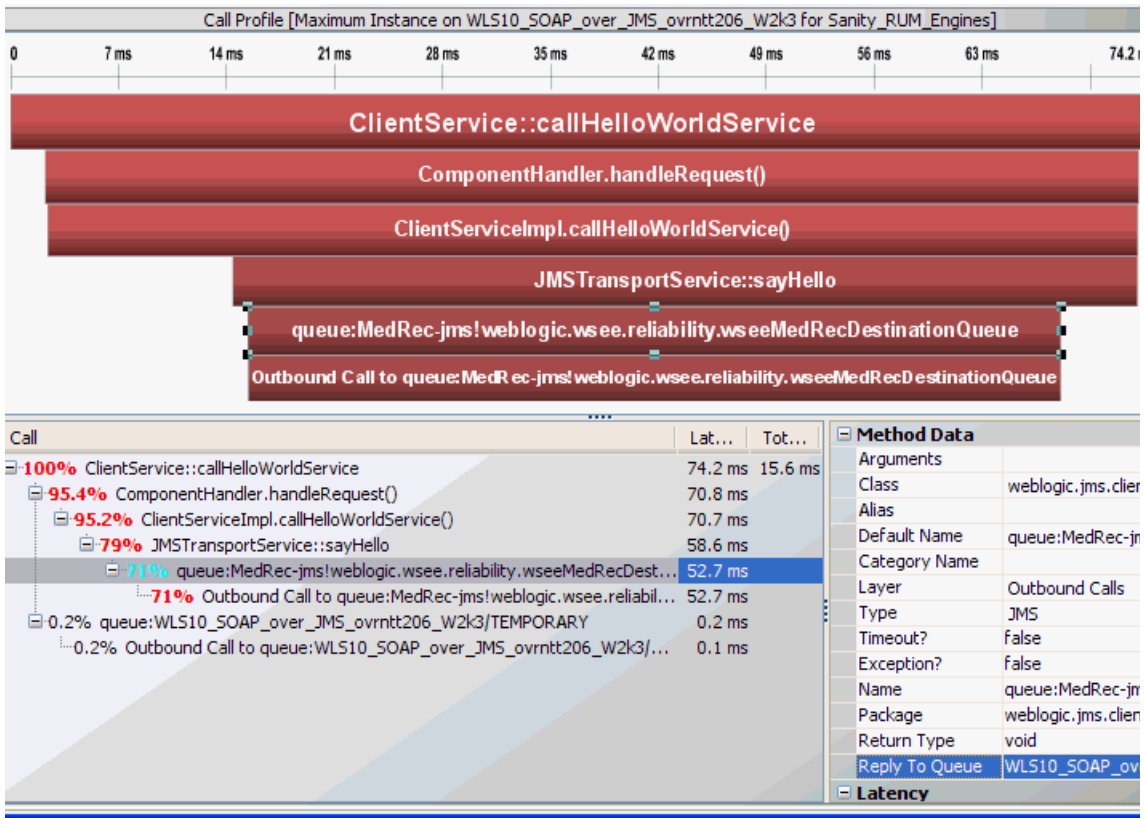 Call Profile [Maximum Instance on WLS10_SOAP_over_JMS_ovrntt206_W2k3 for Sanity_RUM_Engines]
0 7 ms 14 ms 21 ms 28 ms 35 ms 42 ms 49 ms 56 ms 63 ms 74.2
ClientService::callHelloWorldService
ComponentHandler.handleRequest()
ClientServiceImpl.callHelloWorldService()
JMSTransportService::sayHello
queue:MedRec-jms!weblogic.wsee.reliability.wseeMedRecDestinationQueue
Outbound Call to queue:MedRec-jms!weblogic.wsee.reliability.wseeMedRecDestinationQueue
Call Lat... Tot...
100% ClientService::callHelloWorldService 74.2 ms 15.6 ms
95.4% ComponentHandler.handleRequest() 70.8 ms
95.2% ClientServiceImpl.callHelloWorldService() 70.7 ms
79% JMSTransportService::sayHello 58.6 ms
71% queue:MedRec-jms!weblogic.wsee.reliability.wseeMedRecDest... 52.7 ms
71% Outbound Call to queue:MedRec-jms!weblogic.wsee.reliabil... 52.7 ms
0.2% queue:WLS10_SOAP_over_JMS_ovrntt206_W2k3/TEMPORARY 0.2 ms
0.2% Outbound Call to queue:WLS10_SOAP_over_JMS_ovrntt206_W2k3/... 0.1 ms
Method Data
Arguments
Class weblogic.jms.clien
Alias
Default Name queue:MedRec-jm
Category Name
Layer Outbound Calls
Type JMS
Timeout? false
Exception? false
Name queue:MedRec-jm
Package weblogic.jms.clien
Return Type void
Reply To Queue WLS10_SOAP_ov
Latency